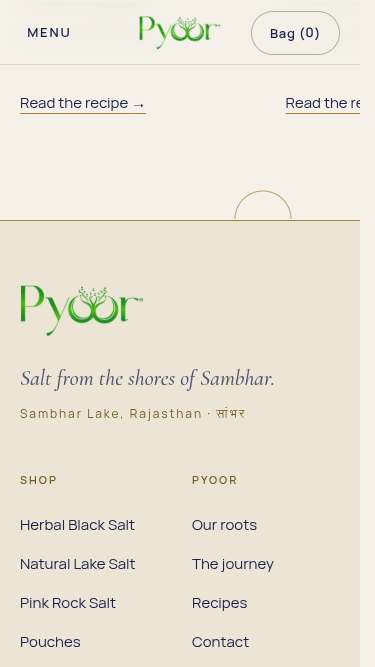 MENU
Pyoor
Bag (0)
Read the recipe →
Read the re
Pyoor
Salt from the shores of Sambhar.
Sambhar Lake, Rajasthan · सांभर
SHOP
PYOOR
Herbal Black Salt
Our roots
Natural Lake Salt
The journey
Pink Rock Salt
Recipes
Pouches
Contact